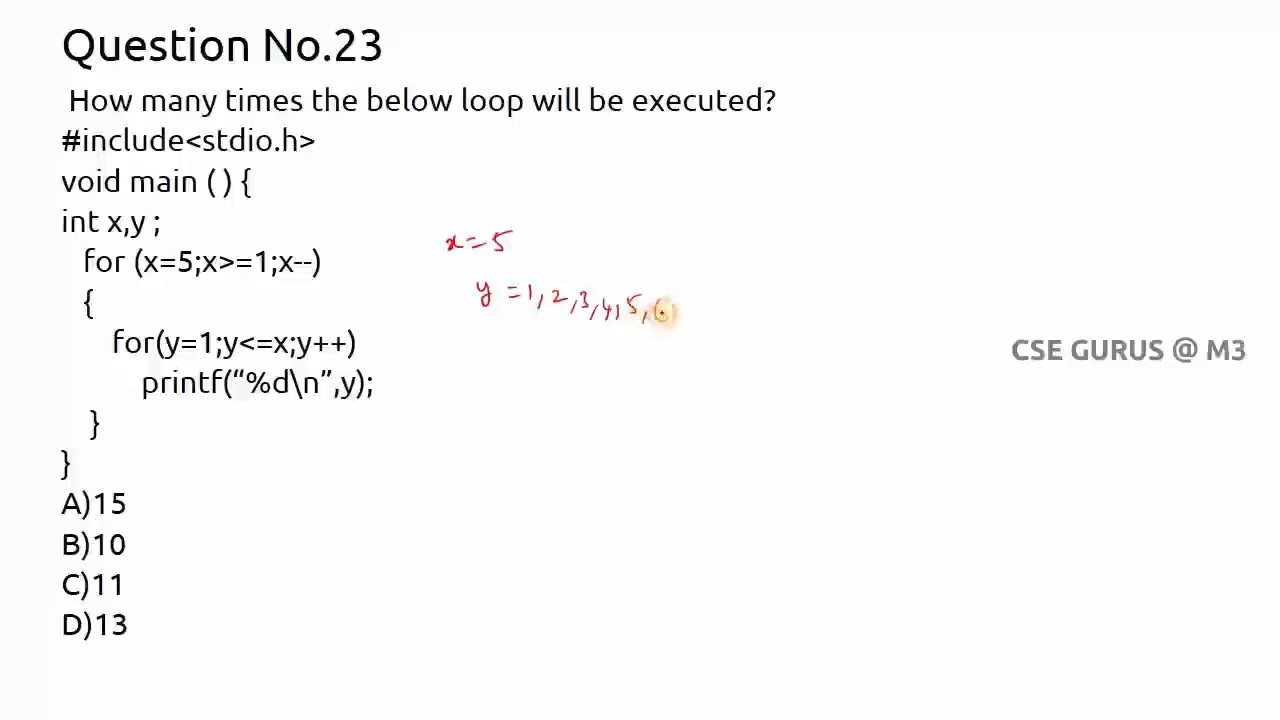 Question No.23
How many times the below loop will be executed?
#include<stdio.h>
void main ( ) {
int x,y ;
for (x=5;x>=1;x--)
{
for(y=1;y<=x;y++)
printf(“%d\n”,y);
}
}
A)15
B)10
C)11
D)13
x=5
y =1,2,3,4,5,6
CSE GURUS @ M3